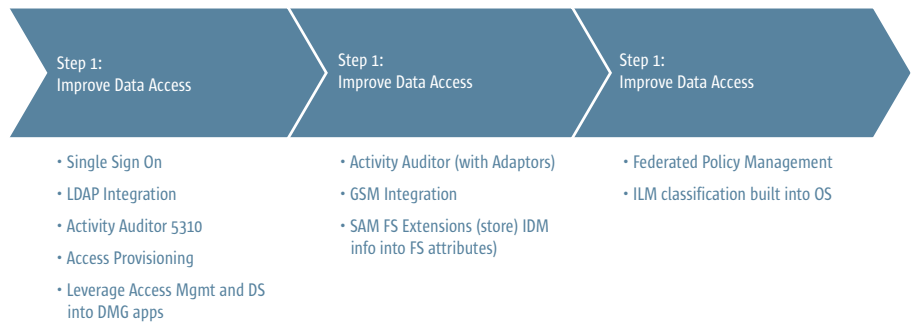 Step 1:
Improve Data Access
• Single Sign On
• LDAP Integration
• Activity Auditor 5310
• Access Provisioning
• Leverage Access Mgmt and DS
into DMG apps
Step 1:
Improve Data Access
• Activity Auditor (with Adaptors)
• GSM Integration
• SAM FS Extensions (store) IDM
info into FS attributes)
Step 1:
Improve Data Access
• Federated Policy Management
• ILM classification built into OS